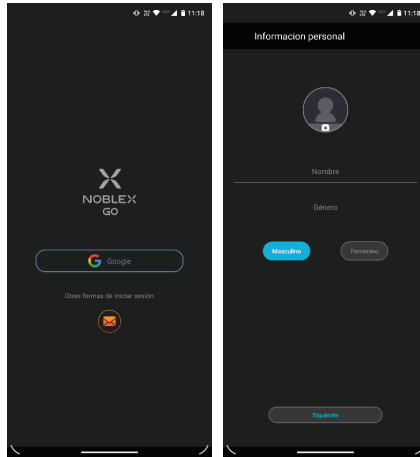 11:18
NOBLEX
GO
Google
Otras formas de iniciar sesión
11:18
Informacion personal
Nombre
Género
Masculino
Femenino
Siguiente